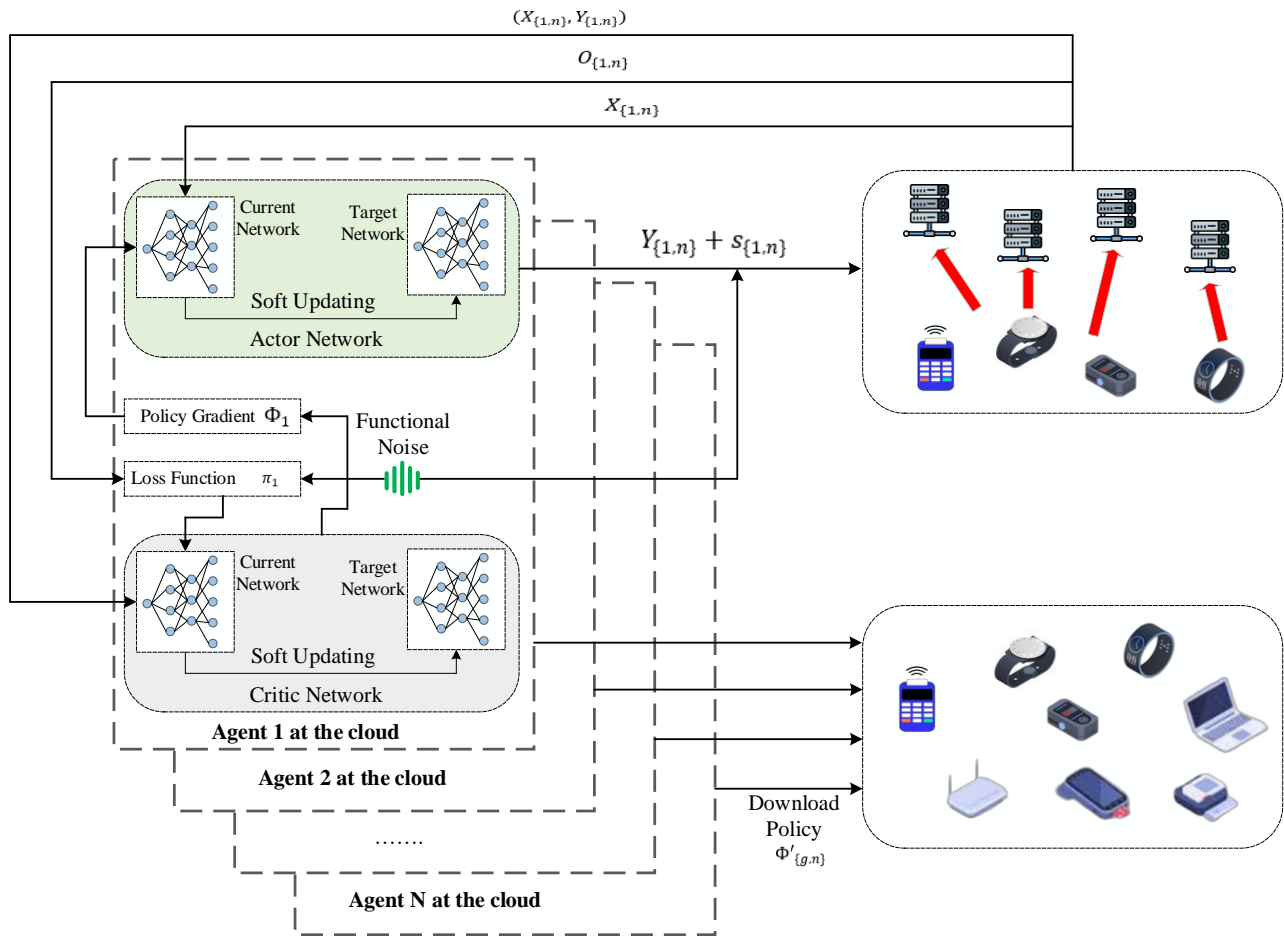 (X_{1,n}, Y_{1,n})
O_{1,n}
X_{1,n}
Current
Network
Target
Network
Soft Updating
Actor Network
Y_{1,n} + s_{1,n}
Policy Gradient Φ₁
Functional
Noise
Loss Function π₁
Current
Network
Target
Network
Soft Updating
Critic Network
Agent 1 at the cloud
Agent 2 at the cloud
.......
Agent N at the cloud
Download
Policy
Φ′_{g,n}